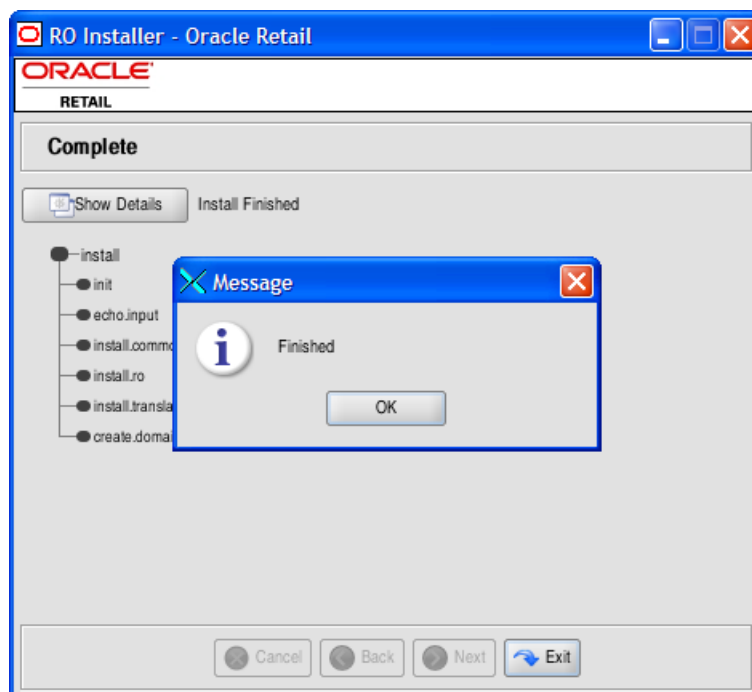 RO Installer - Oracle Retail
ORACLE'
RETAIL
Complete
Show Details Install Finished
install
init
echo.input
install.commo
install.ro
install.transla
create.domai
Message
Finished
OK
Cancel Back Next Exit